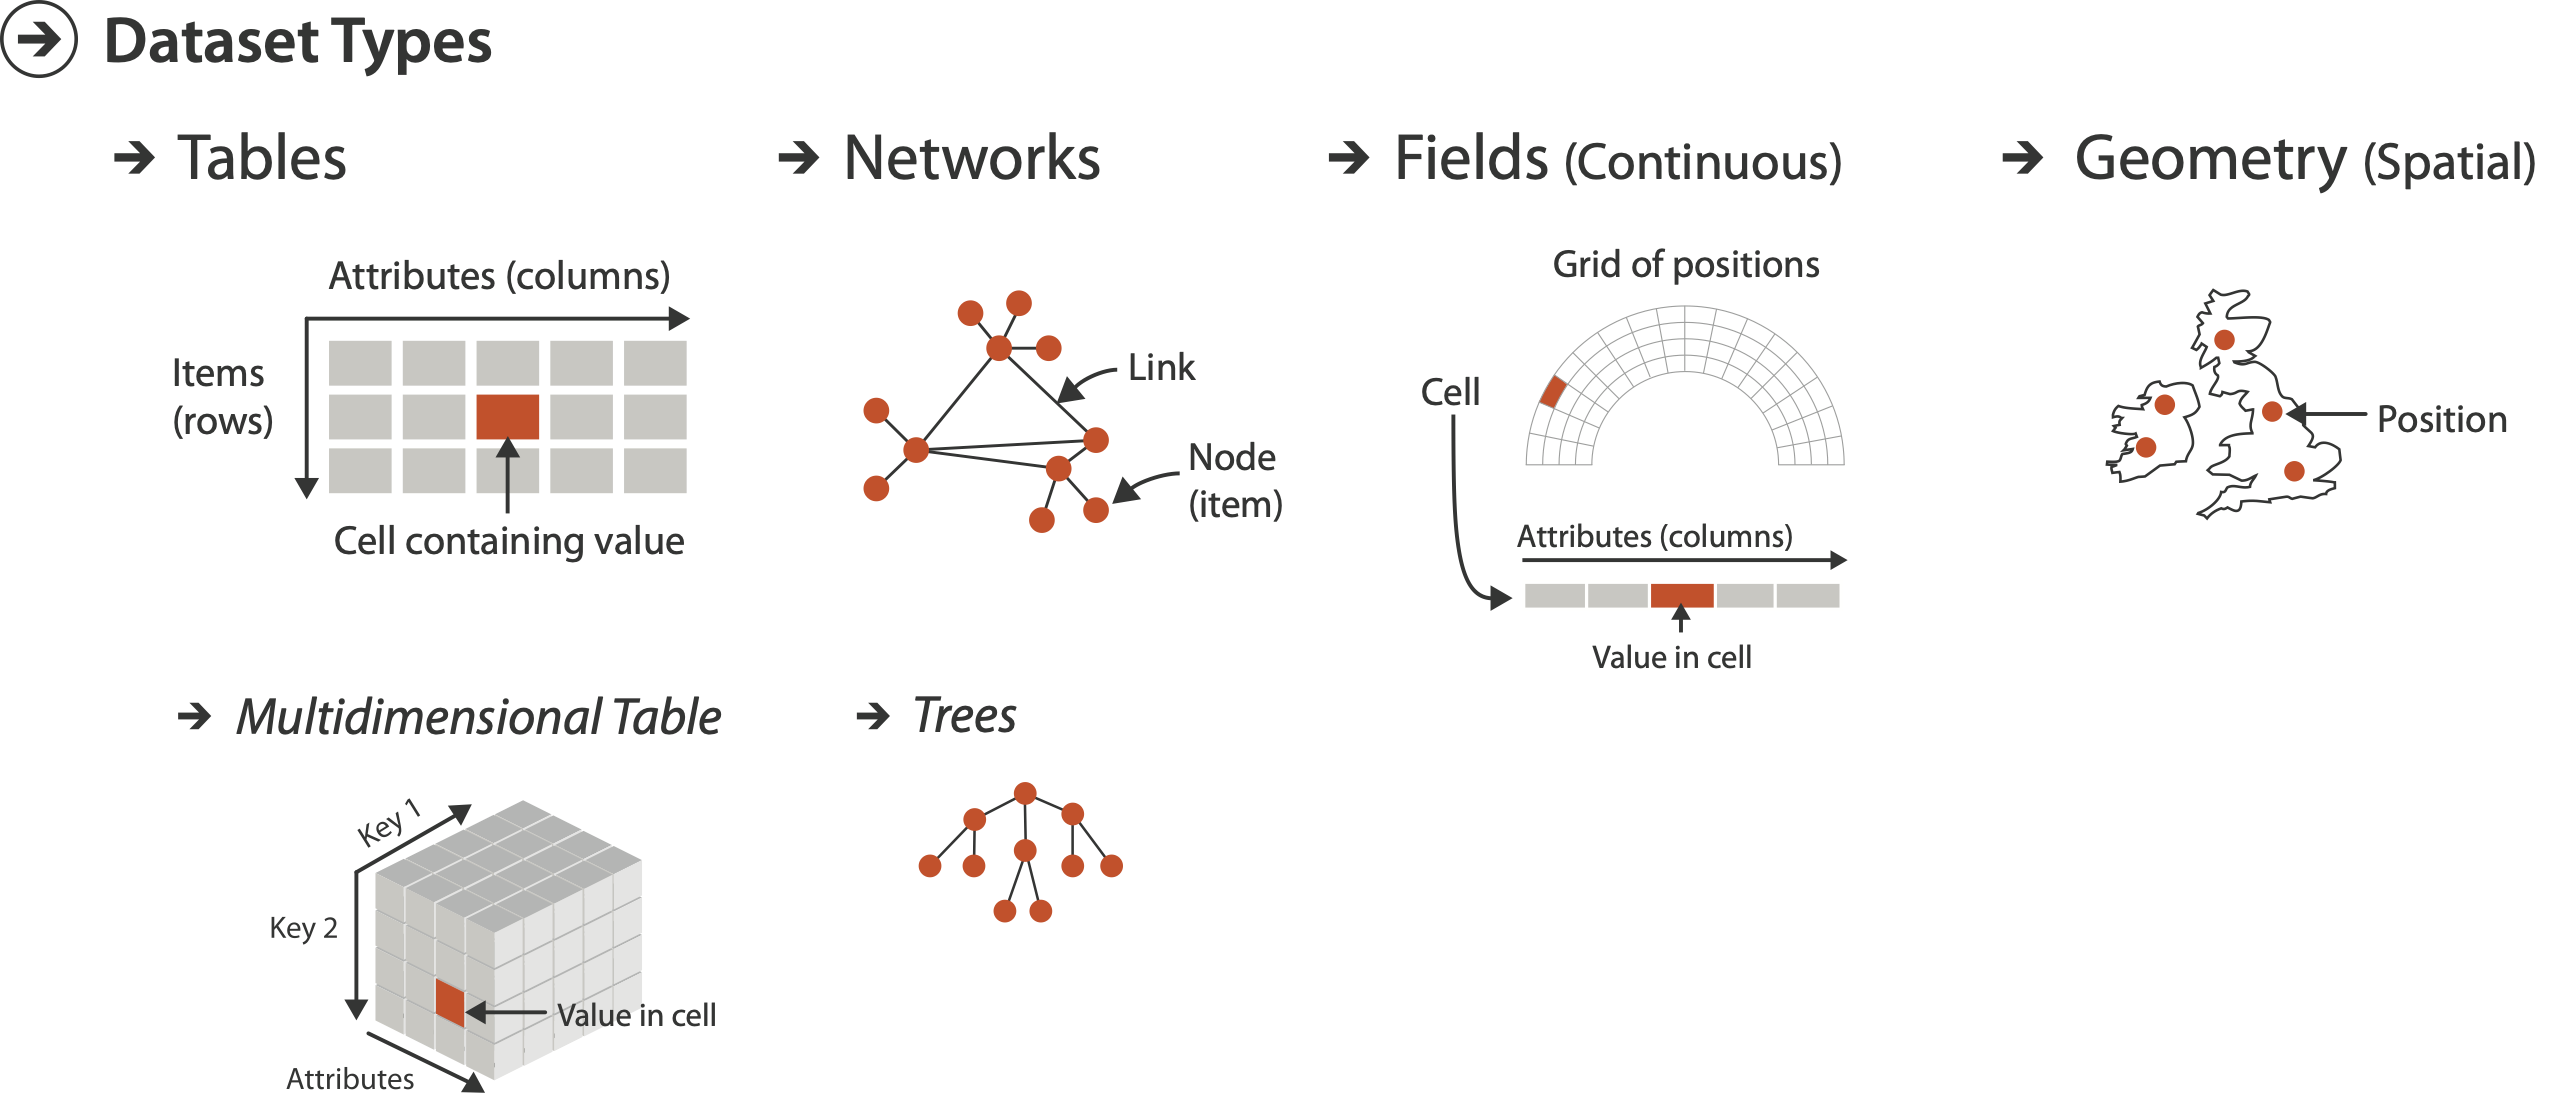 Dataset Types
Tables
Attributes (columns)
Items
(rows)
Cell containing value
Multidimensional Table
Key 1
Key 2
Value in cell
Attributes
Networks
Link
Node
(item)
Trees
Fields (Continuous)
Grid of positions
Cell
Attributes (columns)
Value in cell
Geometry (Spatial)
Position